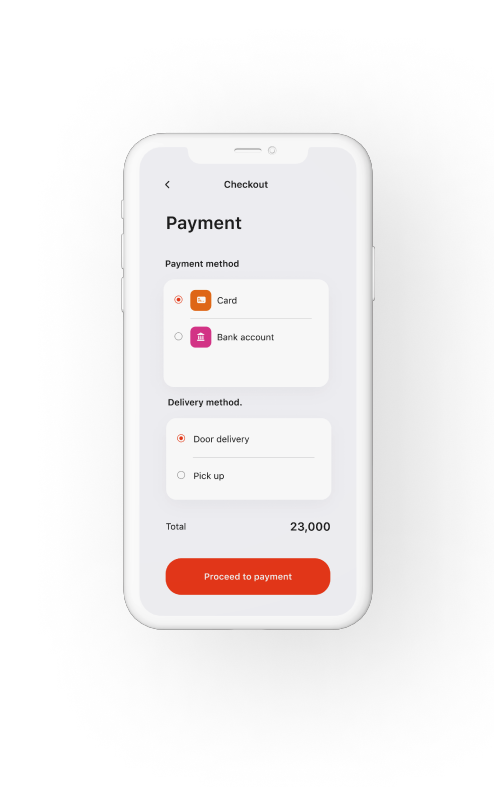 Checkout
Payment
Payment method
Card
Bank account
Delivery method.
Door delivery
Pick up
Total 23,000
Proceed to payment